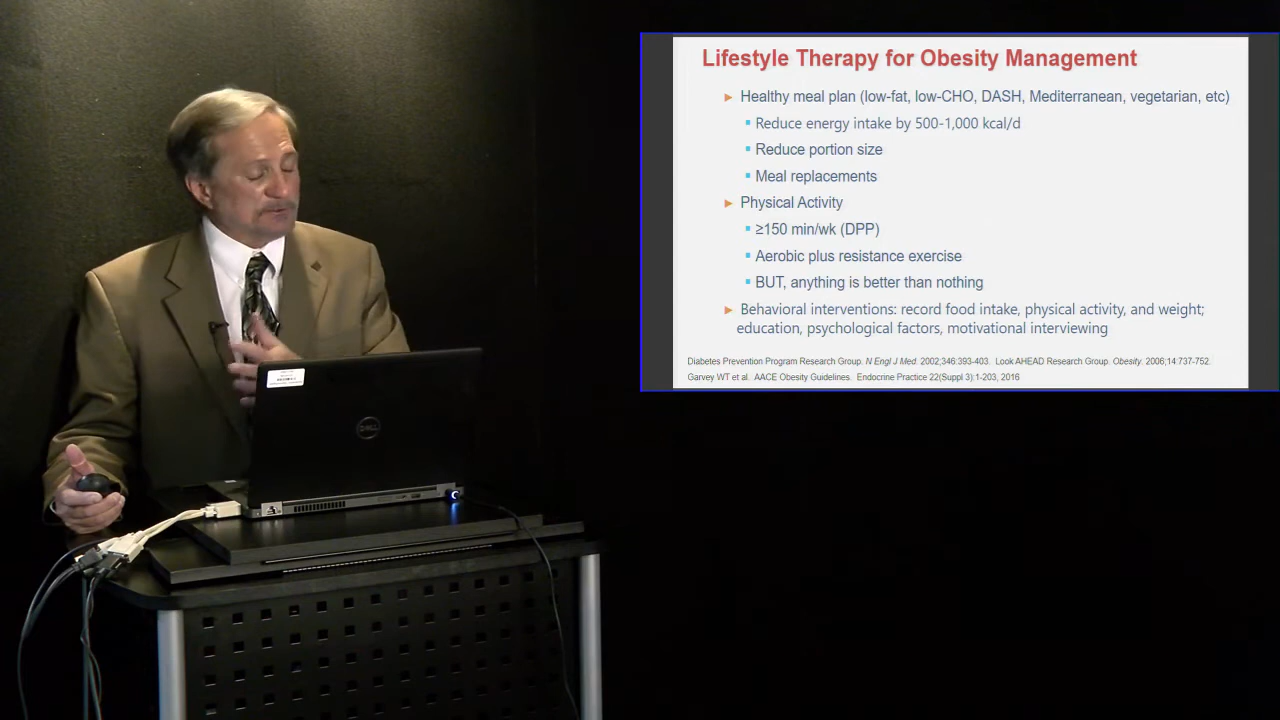 Lifestyle Therapy for Obesity Management
► Healthy meal plan (low-fat, low-CHO, DASH, Mediterranean, vegetarian, etc)
▪ Reduce energy intake by 500-1,000 kcal/d
▪ Reduce portion size
▪ Meal replacements
► Physical Activity
▪ ≥150 min/wk (DPP)
▪ Aerobic plus resistance exercise
▪ BUT, anything is better than nothing
► Behavioral interventions: record food intake, physical activity, and weight;
education, psychological factors, motivational interviewing
Diabetes Prevention Program Research Group. N Engl J Med. 2002;346:393-403. Look AHEAD Research Group. Obesity. 2006;14:737-752.
Garvey WT et al. AACE Obesity Guidelines. Endocrine Practice 22(Suppl 3):1-203, 2016
DELL